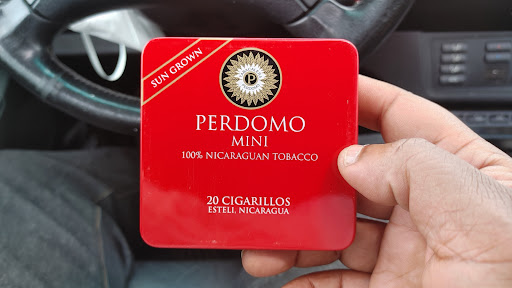 SUN GROWN
P
PERDOMO
MINI
100% NICARAGUAN TOBACCO
20 CIGARILLOS
ESTELI, NICARAGUA